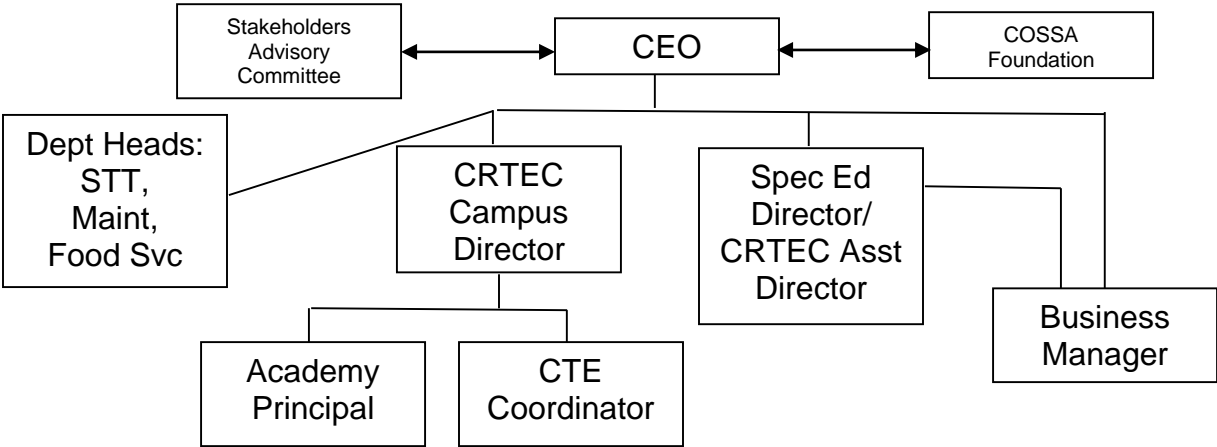 Stakeholders
Advisory
Committee
CEO
COSSA
Foundation
Dept Heads:
STT,
Maint,
Food Svc
CRTEC
Campus
Director
Spec Ed
Director/
CRTEC Asst
Director
Business
Manager
Academy
Principal
CTE
Coordinator